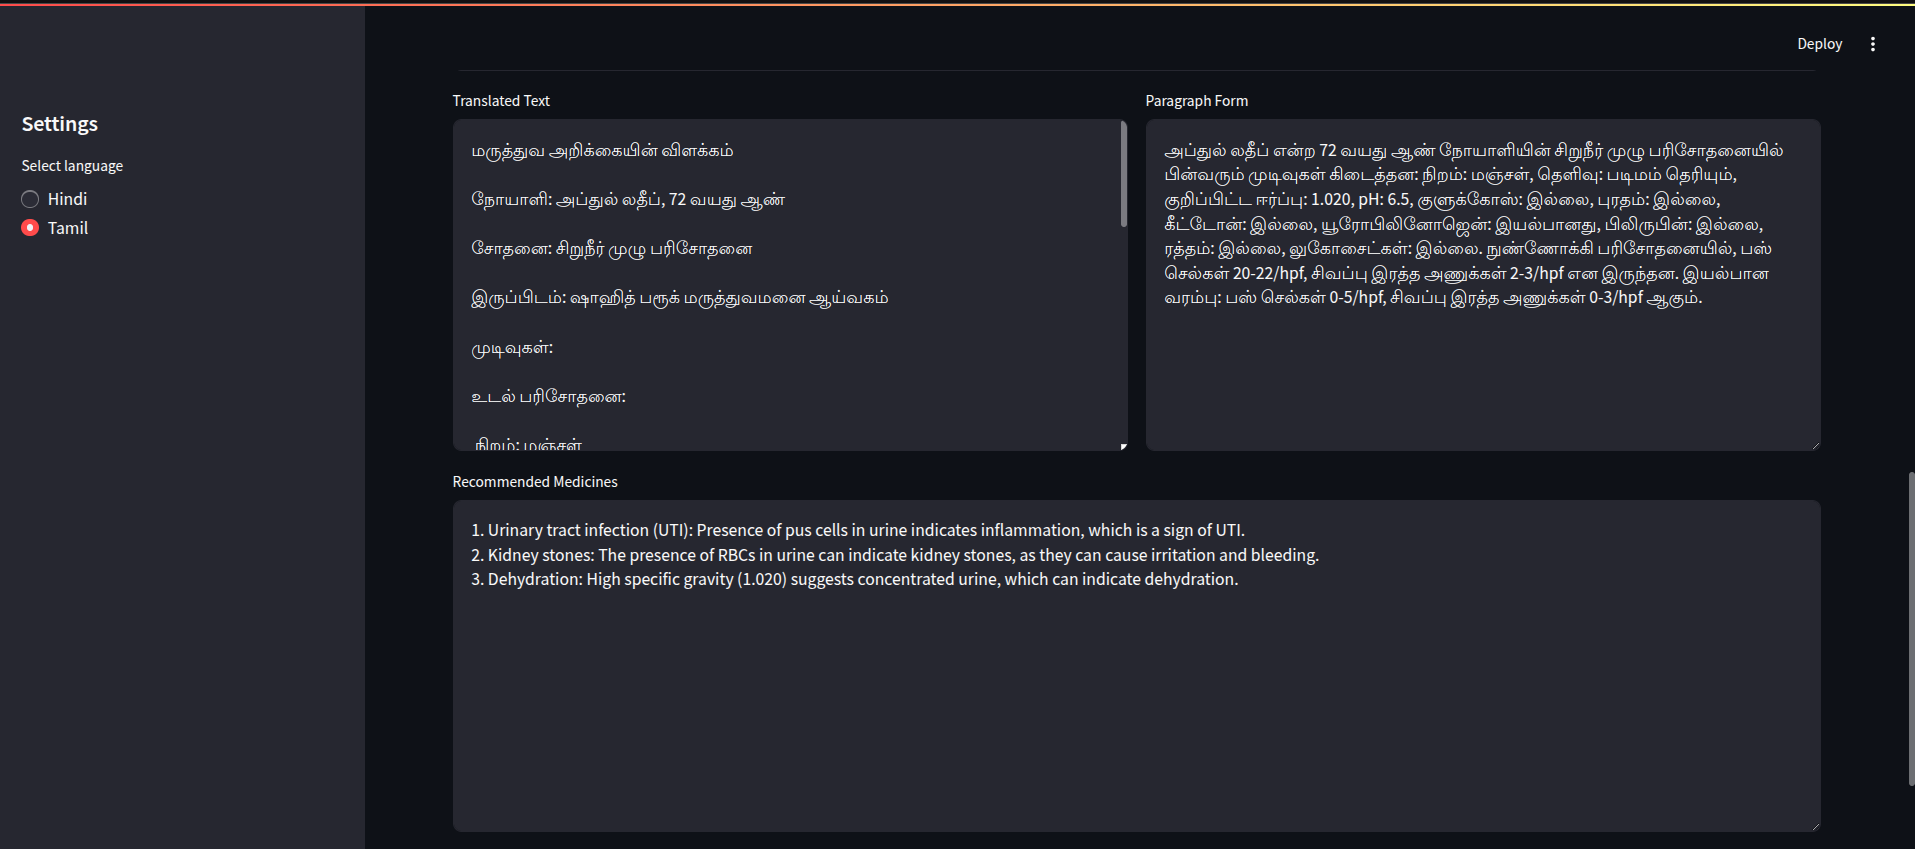 Deploy
Settings
Select language
Hindi
Tamil
Translated Text
மருத்துவ அறிக்கையின் விளக்கம்
நோயாளி: அப்துல் லதீப், 72 வயது ஆண்
சோதனை: சிறுநீர் முழு பரிசோதனை
இருப்பிடம்: ஷாஹித் பரூக் மருத்துவமனை ஆய்வகம்
முடிவுகள்:
உடல் பரிசோதனை:
நிறம்: மஞ்சள்
Paragraph Form
அப்துல் லதீப் என்ற 72 வயது ஆண் நோயாளியின் சிறுநீர் முழு பரிசோதனையில்
பின்வரும் முடிவுகள் கிடைத்தன: நிறம்: மஞ்சள், தெளிவு: படிமம் தெரியும்,
குறிப்பிட்ட ஈர்ப்பு: 1.020, pH: 6.5, குளுக்கோஸ்: இல்லை, புரதம்: இல்லை,
கீட்டோன்: இல்லை, யூரோபிலினோஜென்: இயல்பானது, பிலிருபின்: இல்லை,
ரத்தம்: இல்லை, லுகோசைட்கள்: இல்லை. நுண்ணோக்கி பரிசோதனையில், பஸ்
செல்கள் 20-22/hpf, சிவப்பு இரத்த அணுக்கள் 2-3/hpf என இருந்தன. இயல்பான
வரம்பு: பஸ் செல்கள் 0-5/hpf, சிவப்பு இரத்த அணுக்கள் 0-3/hpf ஆகும்.
Recommended Medicines
1. Urinary tract infection (UTI): Presence of pus cells in urine indicates inflammation, which is a sign of UTI.
2. Kidney stones: The presence of RBCs in urine can indicate kidney stones, as they can cause irritation and bleeding.
3. Dehydration: High specific gravity (1.020) suggests concentrated urine, which can indicate dehydration.